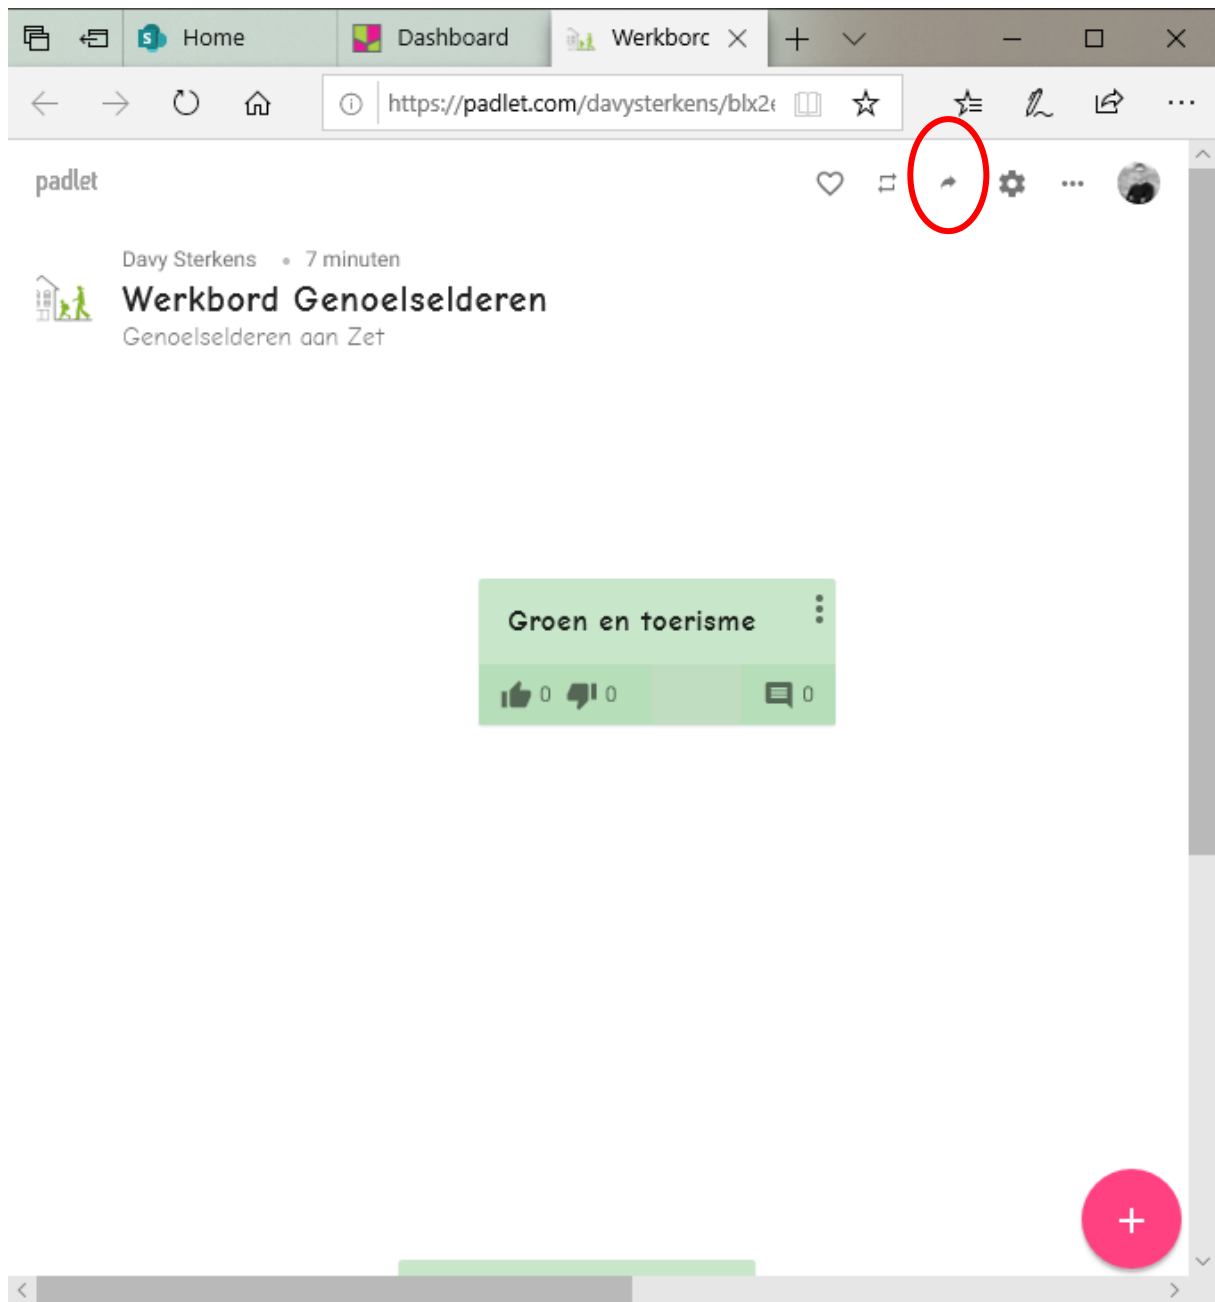 Home
Dashboard
Werkborc
https://padlet.com/davysterkens/blx2
padlet
Davy Sterkens • 7 minuten
Werkbord Genoelselderen
Genoelselderen aan Zet
Groen en toerisme
0 0 0